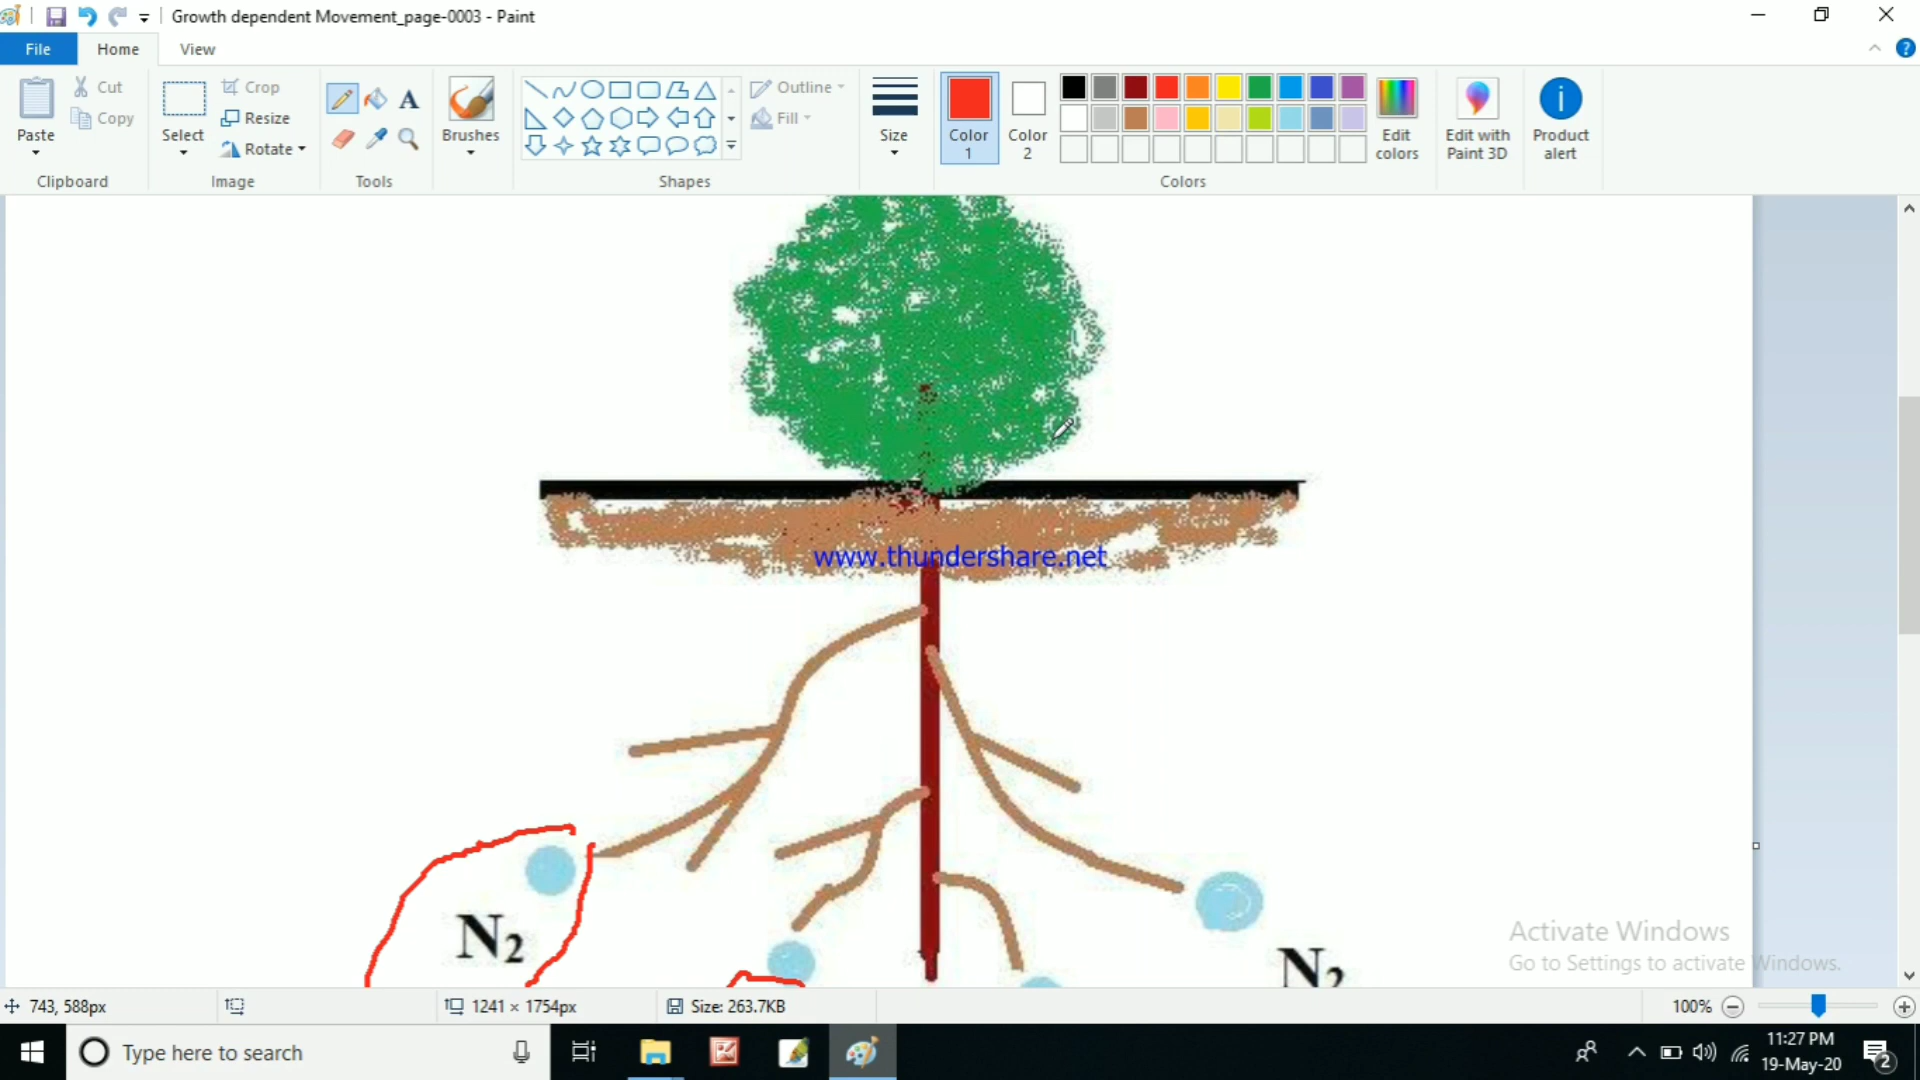 Growth dependent Movement_page-0003 - Paint
File Home View
Paste
Cut
Copy
Clipboard
Select
Crop
Resize
Rotate
Image
A
Tools
Brushes
Shapes
Outline
Fill
Size
Color 1
Color 2
Edit colors
Colors
Edit with Paint 3D
Product alert
www.thundershare.net
N2
N2
Activate Windows
Go to Settings to activate Windows.
743, 588px
1241 × 1754px
Size: 263.7KB
100%
Type here to search
11:27 PM
19-May-20
2